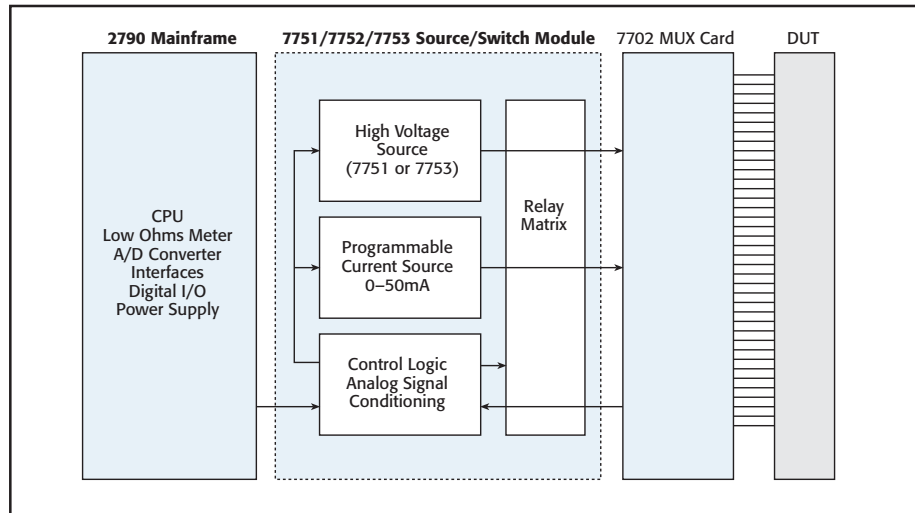 2790 Mainframe
7751/7752/7753 Source/Switch Module
7702 MUX Card
DUT
CPU
Low Ohms Meter
A/D Converter
Interfaces
Digital I/O
Power Supply
High Voltage
Source
(7751 or 7753)
Programmable
Current Source
0–50mA
Control Logic
Analog Signal
Conditioning
Relay
Matrix